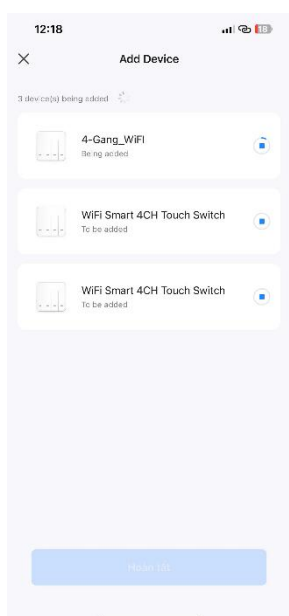 12:18
18
Add Device
3 device(s) being added
4-Gang_WiFI
Being added
WiFi Smart 4CH Touch Switch
To be added
WiFi Smart 4CH Touch Switch
To be added